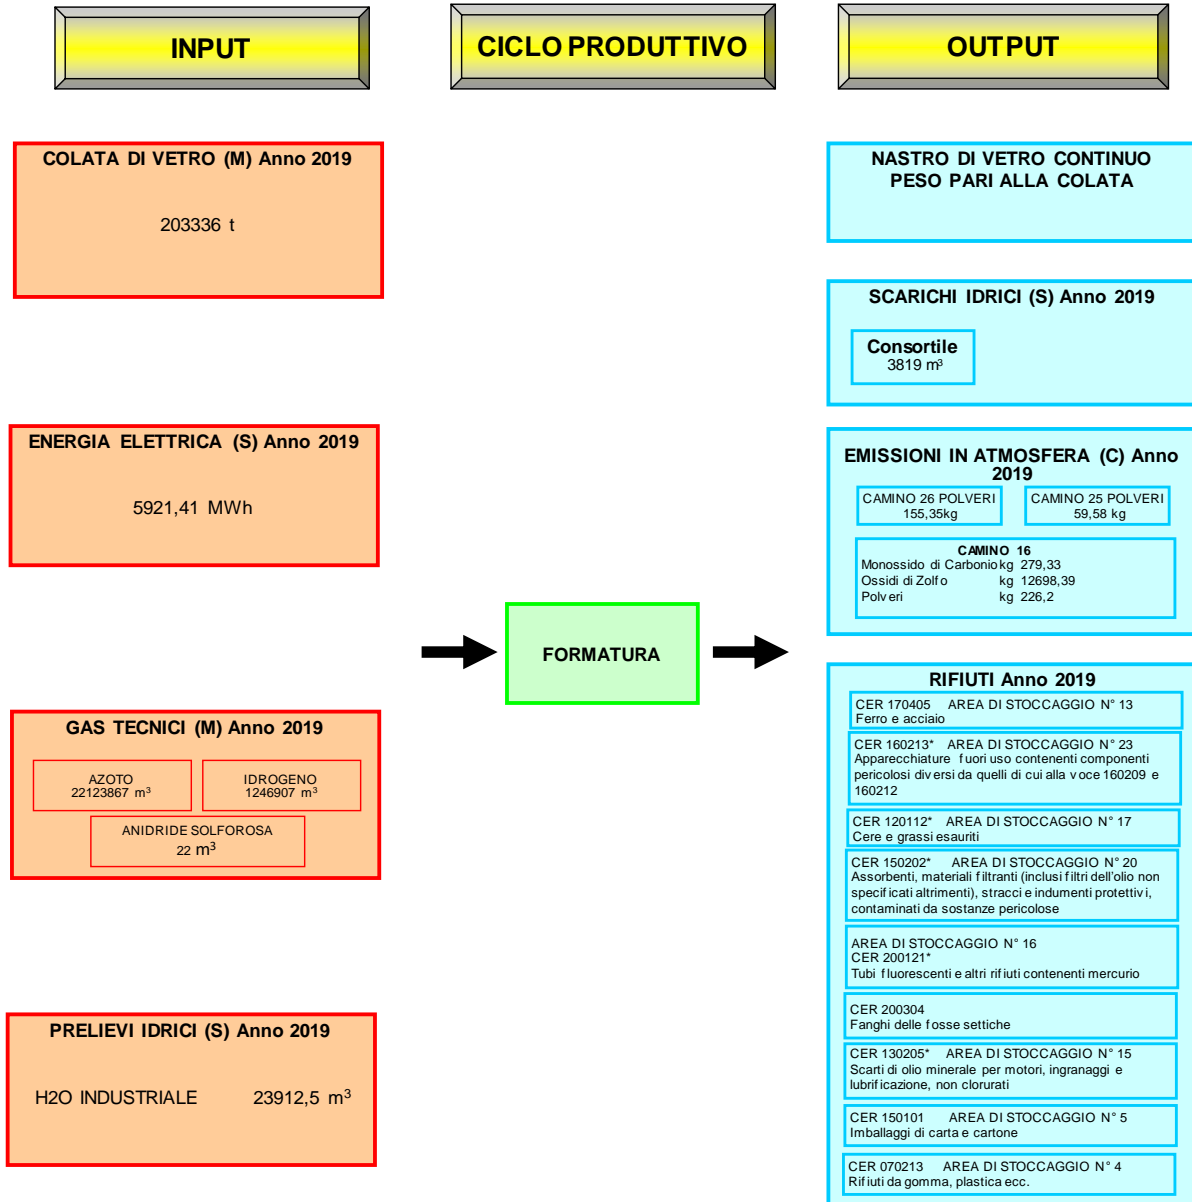 INPUT
CICLO PRODUTTIVO
OUTPUT
COLATA DI VETRO (M) Anno 2019
203336 t
ENERGIA ELETTRICA (S) Anno 2019
5921,41 MWh
GAS TECNICI (M) Anno 2019
AZOTO
22123867 m³
IDROGENO
1246907 m³
ANIDRIDE SOLFOROSA
22 m³
PRELIEVI IDRICI (S) Anno 2019
H2O INDUSTRIALE 23912,5 m³
FORMATURA
NASTRO DI VETRO CONTINUO
PESO PARI ALLA COLATA
SCARICHI IDRICI (S) Anno 2019
Consortile
3819 m³
EMISSIONI IN ATMOSFERA (C) Anno
2019
CAMINO 26 POLVERI
155,35kg
CAMINO 25 POLVERI
59,58 kg
CAMINO 16
Monossido di Carbonio kg 279,33
Ossidi di Zolfo kg 12698,39
Polveri kg 226,2
RIFIUTI Anno 2019
CER 170405 AREA DI STOCCAGGIO N° 13
Ferro e acciaio
CER 160213* AREA DI STOCCAGGIO N° 23
Apparecchiature fuori uso contenenti componenti
pericolosi diversi da quelli di cui alla voce 160209 e
160212
CER 120112* AREA DI STOCCAGGIO N° 17
Cere e grassi esauriti
CER 150202* AREA DI STOCCAGGIO N° 20
Assorbenti, materiali filtranti (inclusi filtri dell'olio non
specificati altrimenti), stracci e indumenti protettivi,
contaminati da sostanze pericolose
AREA DI STOCCAGGIO N° 16
CER 200121*
Tubi fluorescenti e altri rifiuti contenenti mercurio
CER 200304
Fanghi delle fosse settiche
CER 130205* AREA DI STOCCAGGIO N° 15
Scarti di olio minerale per motori, ingranaggi e
lubrificazione, non clorurati
CER 150101 AREA DI STOCCAGGIO N° 5
Imballaggi di carta e cartone
CER 070213 AREA DI STOCCAGGIO N° 4
Rifiuti da gomma, plastica ecc.